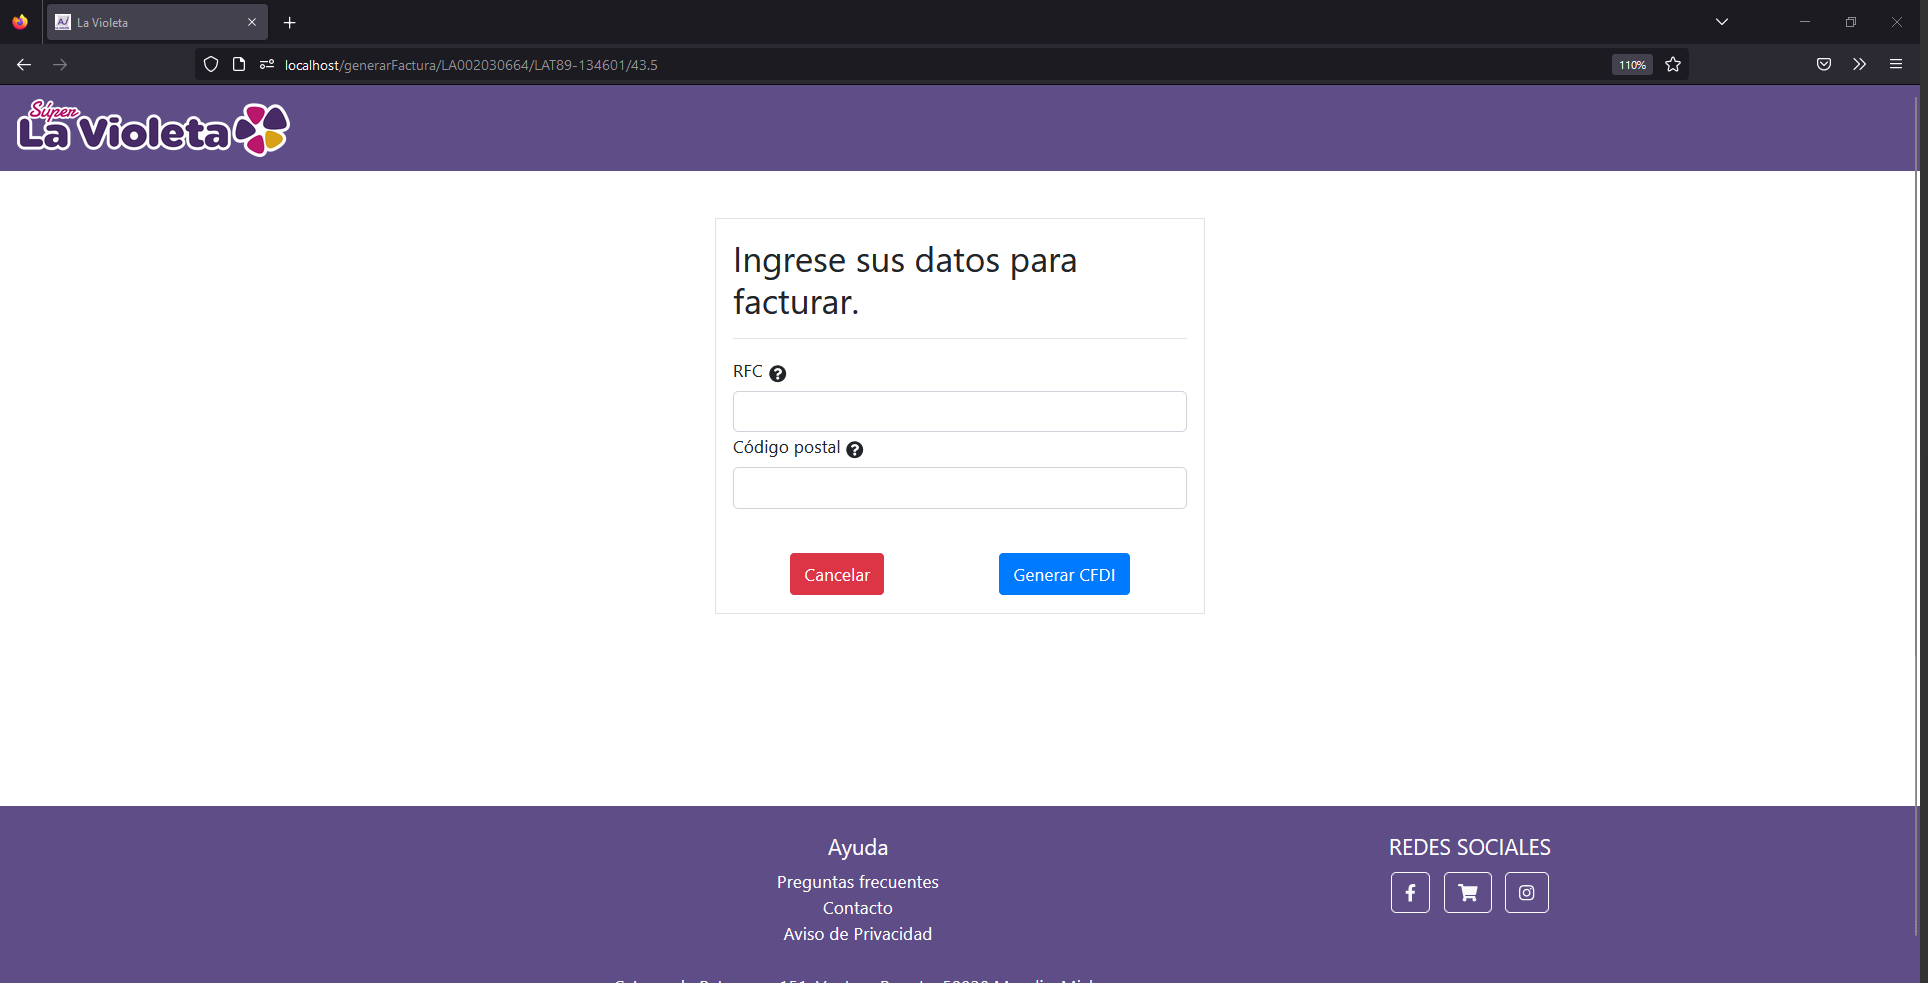 La Violeta
localhost/generarFactura/LA002030664/LAT89-134601/43.5
110%
Súper
La Violeta
Ingrese sus datos para
facturar.
RFC
Código postal
Cancelar
Generar CFDI
Ayuda
REDES SOCIALES
Preguntas frecuentes
Contacto
Aviso de Privacidad